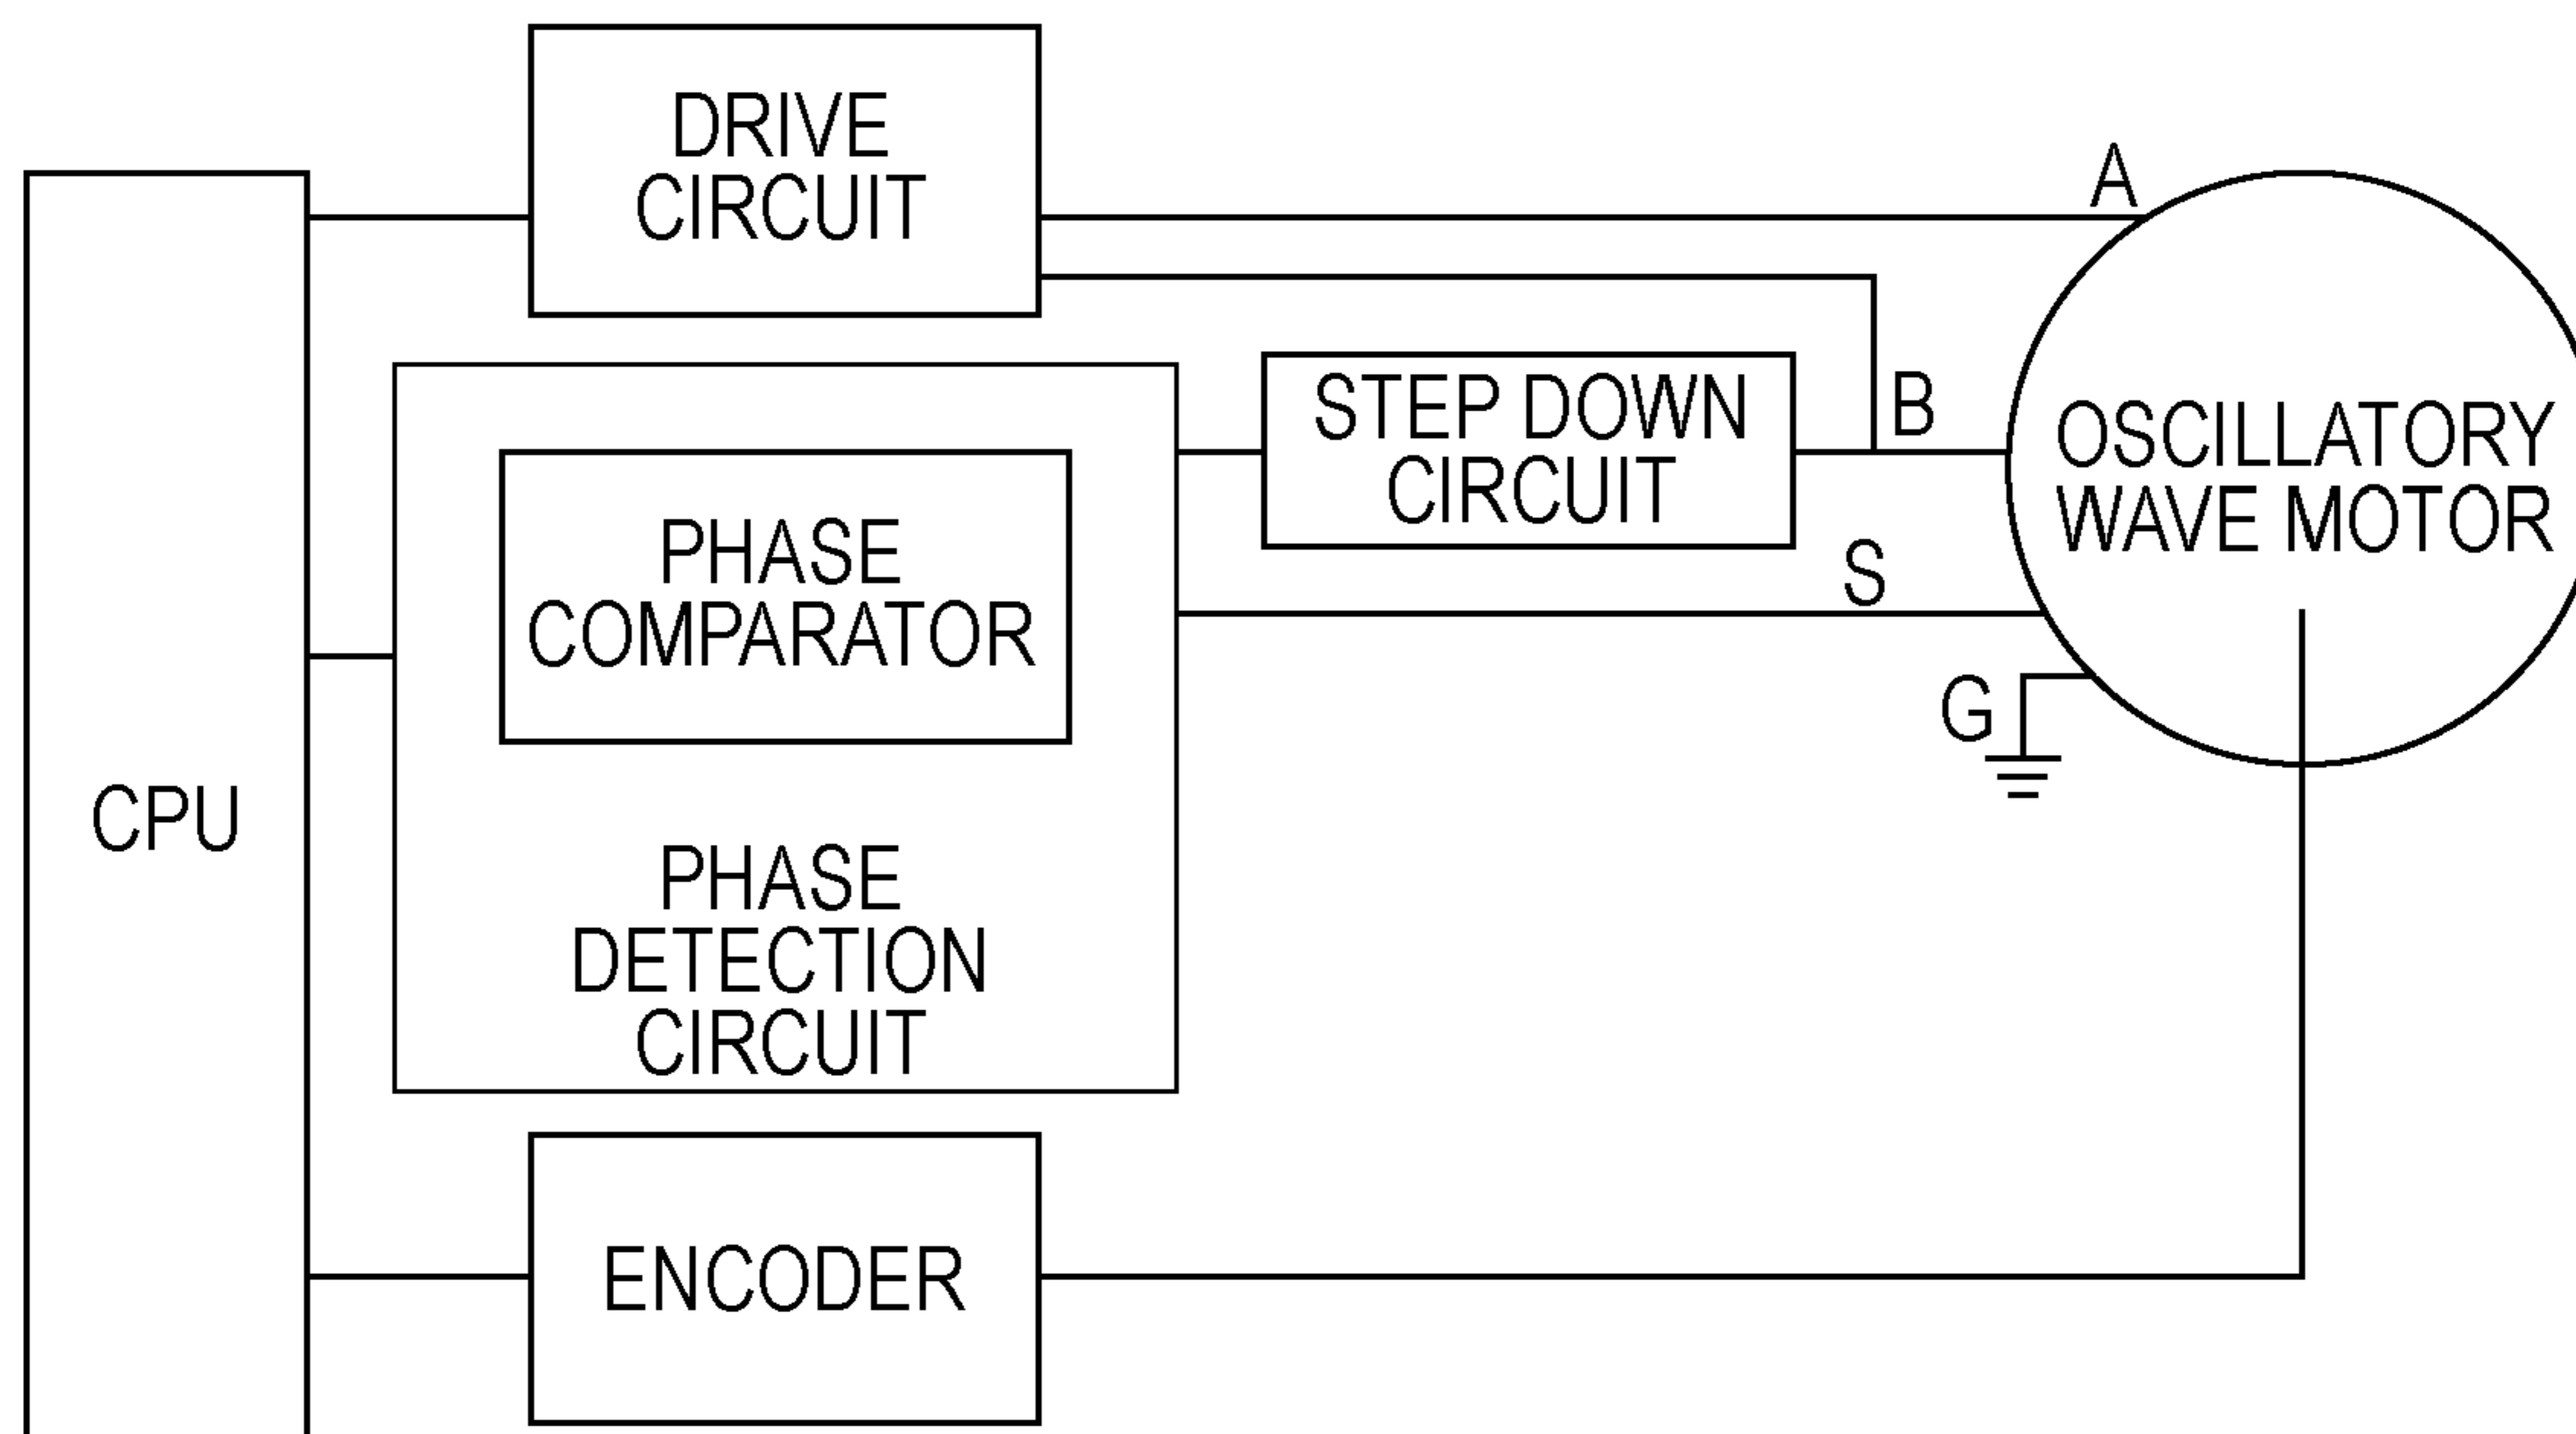 DRIVE
CIRCUIT
A
STEP DOWN
CIRCUIT
B
OSCILLATORY
WAVE MOTOR
PHASE
COMPARATOR
S
G
CPU
PHASE
DETECTION
CIRCUIT
ENCODER